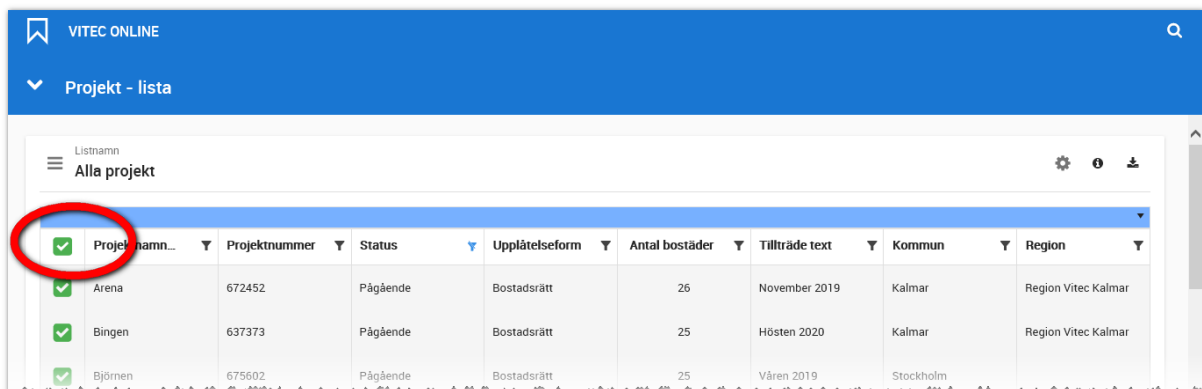 VITEC ONLINE
Projekt - lista
Listnamn
Alla projekt
Projektnamn... Projektnummer Status Upplåtelseform Antal bostäder Tillträde text Kommun Region
Arena 672452 Pågående Bostadsrätt 26 November 2019 Kalmar Region Vitec Kalmar
Bingen 637373 Pågående Bostadsrätt 25 Hösten 2020 Kalmar Region Vitec Kalmar
Björnen 675602 Pågående Bostadsrätt 25 Våren 2019 Stockholm